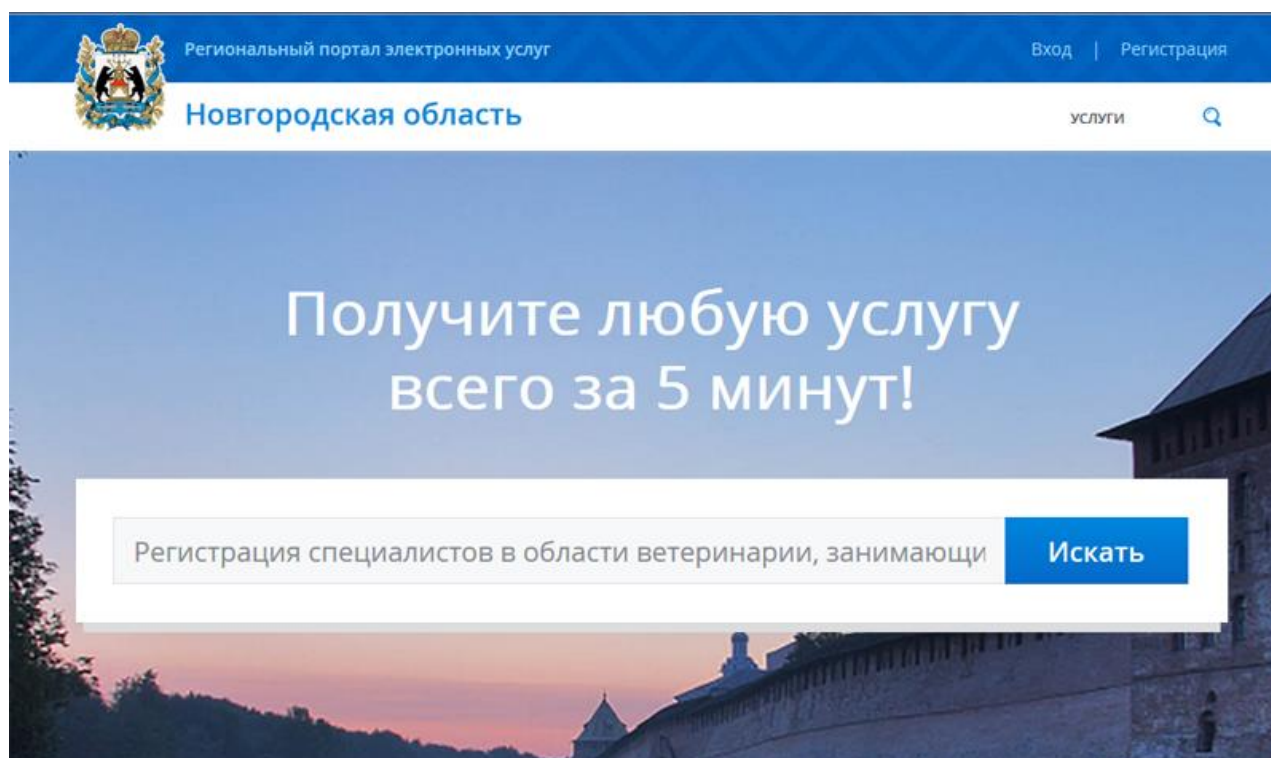 Региональный портал электронных услуг
Вход | Регистрация
Новгородская область
УСЛУГИ
Получите любую услугу
всего за 5 минут!
Регистрация специалистов в области ветеринарии, занимающи
Искать